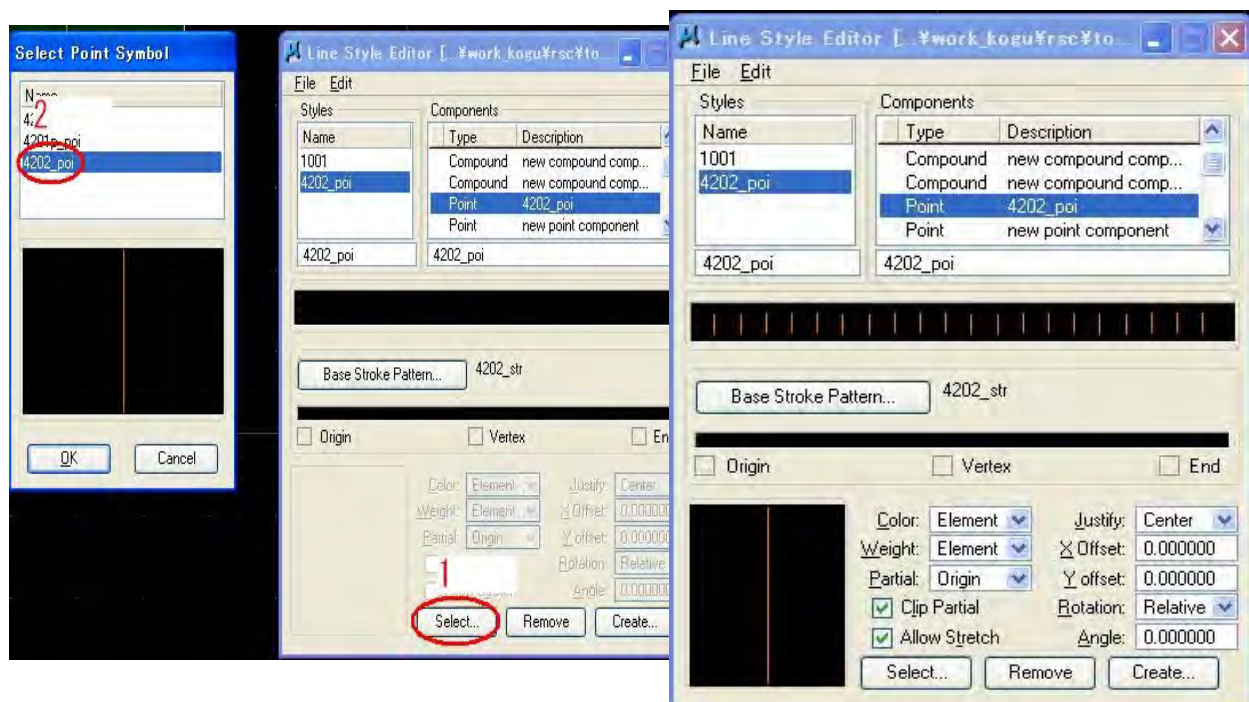 Select Point Symbol
2
4201p_poi
4202_poi
OK Cancel
Line Style Editor [...¥work_kogu¥rsc¥to...
File Edit
Styles Components
Name Type Description
1001 Compound new compound comp...
4202_poi Compound new compound comp...
Point 4202_poi
Point new point component
4202_poi 4202_poi
Base Stroke Pattern... 4202_str
Origin Vertex En
Color: Element Justify: Center
Weight: Element X Offset: 0.000000
Partial: Origin Y offset: 0.000000
Rotation: Relative
1
Angle: 0.000000
Select... Remove Create...
Line Style Editor [...¥work_kogu¥rsc¥to...
File Edit
Styles Components
Name Type Description
1001 Compound new compound comp...
4202_poi Compound new compound comp...
Point 4202_poi
Point new point component
4202_poi 4202_poi
Base Stroke Pattern... 4202_str
Origin Vertex End
Color: Element Justify: Center
Weight: Element X Offset: 0.000000
Partial: Origin Y offset: 0.000000
Clip Partial Rotation: Relative
Allow Stretch Angle: 0.000000
Select... Remove Create...